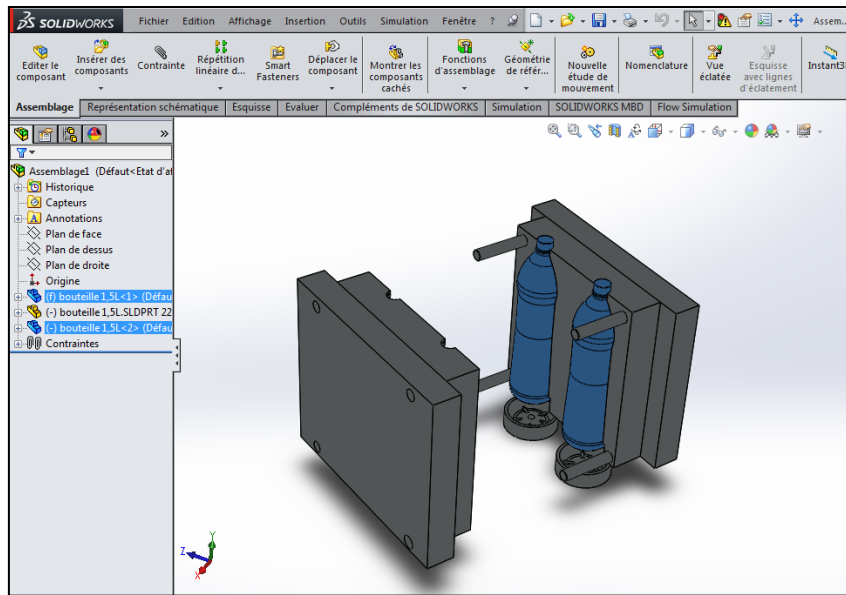 SOLIDWORKS Fichier Edition Affichage Insertion Outils Simulation Fenêtre ? Assem...
Editer le composant
Insérer des composants
Contrainte
Répétition linéaire d...
Smart Fasteners
Déplacer le composant
Montrer les composants cachés
Fonctions d'assemblage
Géométrie de référ...
Nouvelle étude de mouvement
Nomenclature
Vue éclatée
Esquisse avec lignes d'éclatement
Instant3
Assemblage Représentation schématique Esquisse Evaluer Compléments de SOLIDWORKS Simulation SOLIDWORKS MBD Flow Simulation
Assemblage1 (Défaut<Etat d'af
Historique
Capteurs
A Annotations
Plan de face
Plan de dessus
Plan de droite
Origine
(f) bouteille 1,5L<1> (Défau
(-) bouteille 1,5L.SLDPRT 22
(-) bouteille 1,5L<2> (Défau
Contraintes
Y
Z
X